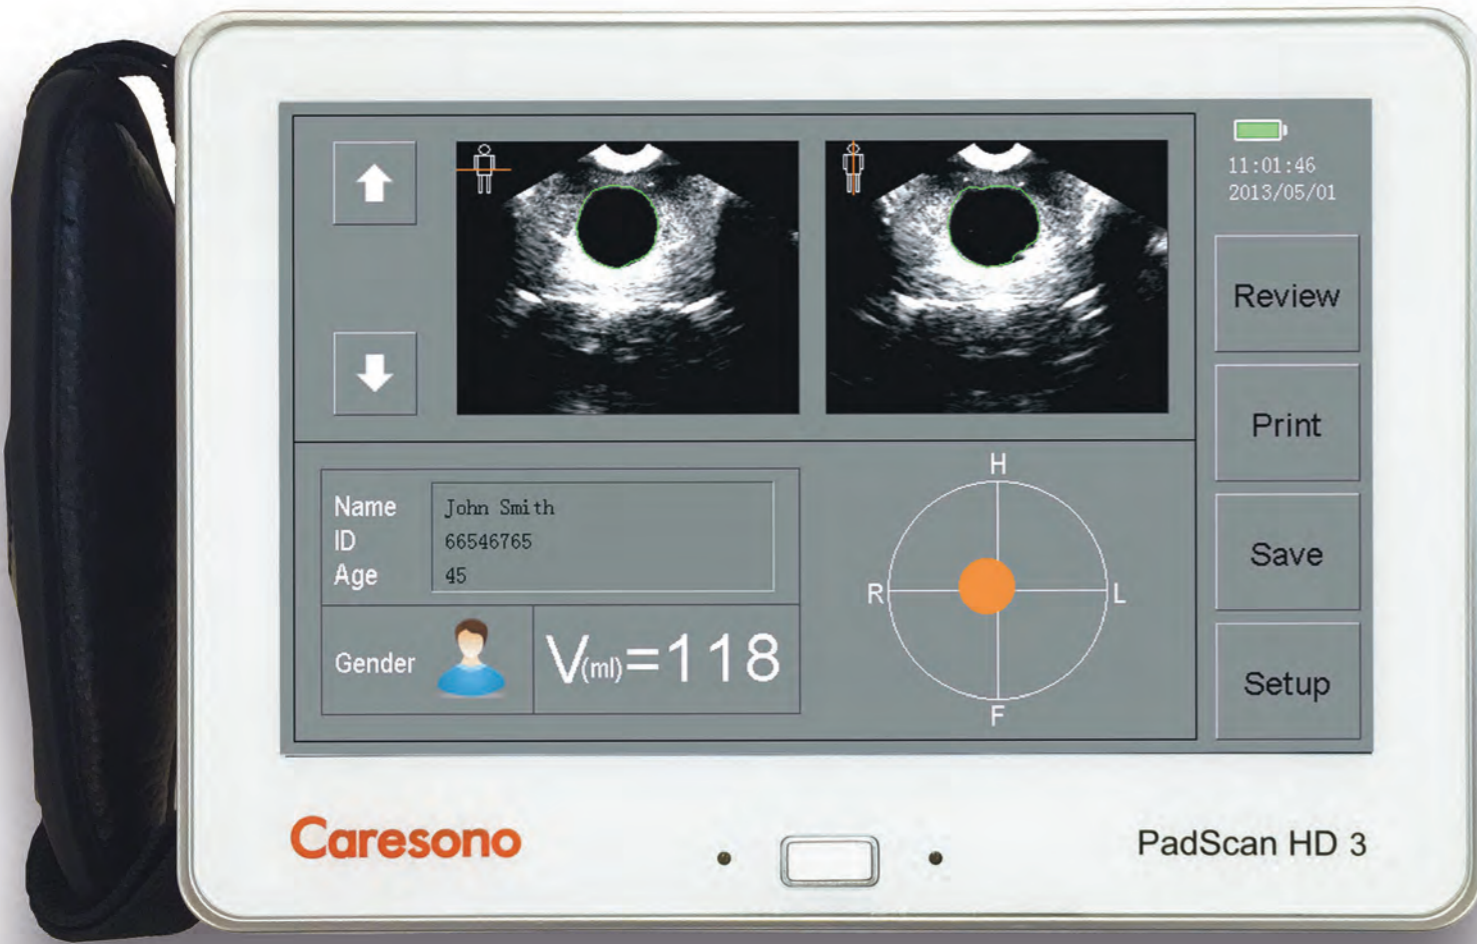 11:01:46
2013/05/01
Review
Print
Save
Setup
Name John Smith
ID 66546765
Age 45
Gender
V(ml)=118
H
R
L
F
Caresono
PadScan HD 3